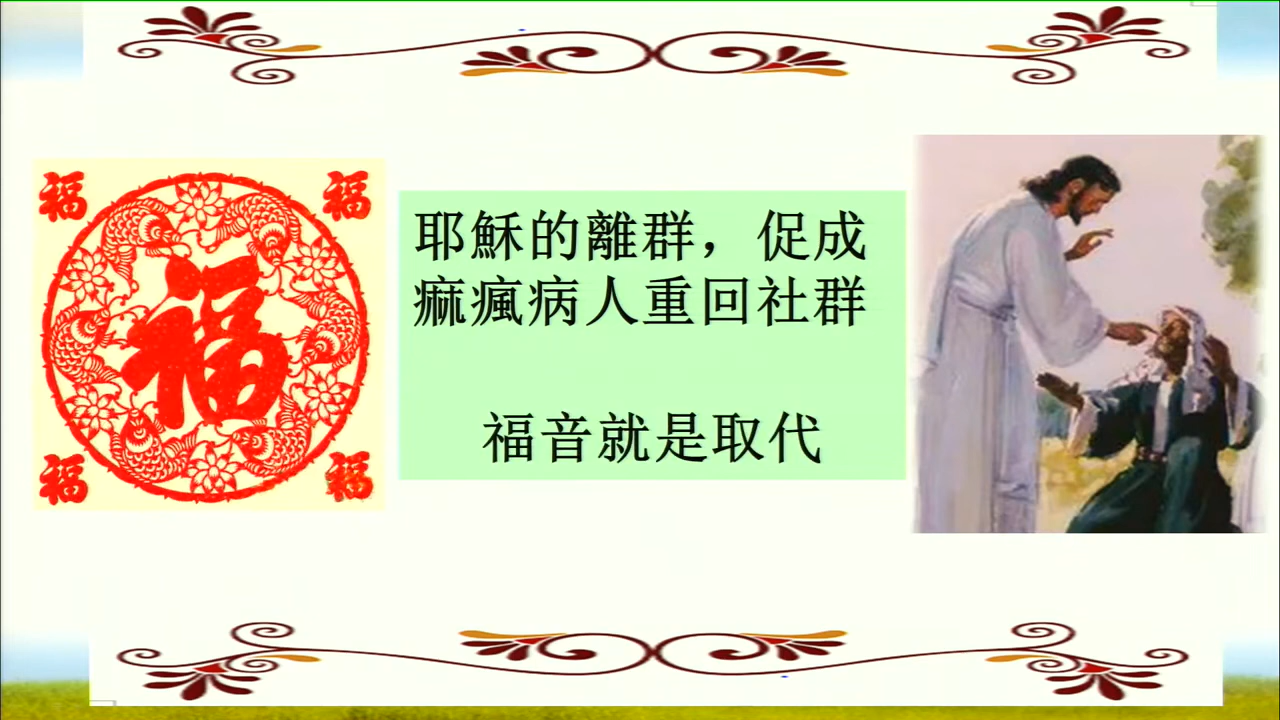 福 福
福
福 福
耶穌的離群，促成
痲瘋病人重回社群
福音就是取代